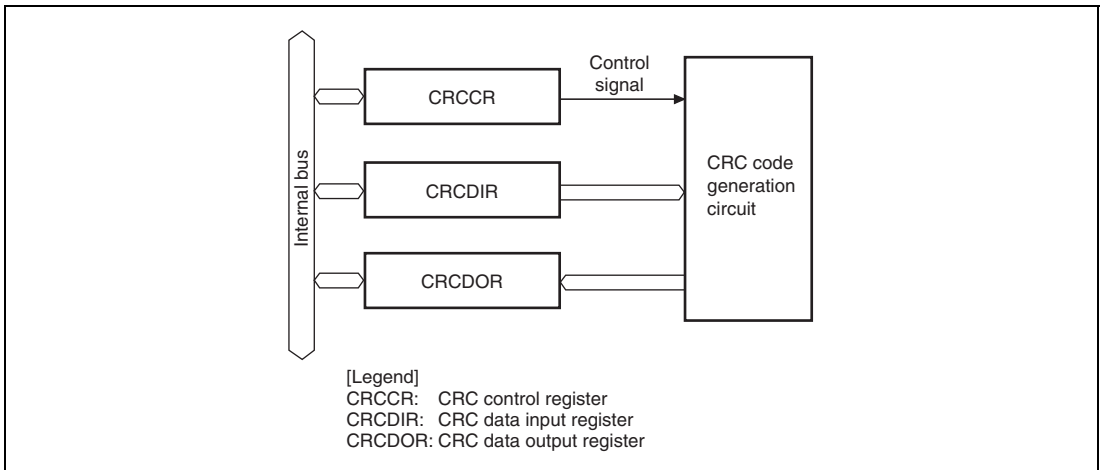 Control
signal
CRCCR
Internal bus
CRCDIR
CRC code
generation
circuit
CRCDOR
[Legend]
CRCCR: CRC control register
CRCDIR: CRC data input register
CRCDOR: CRC data output register